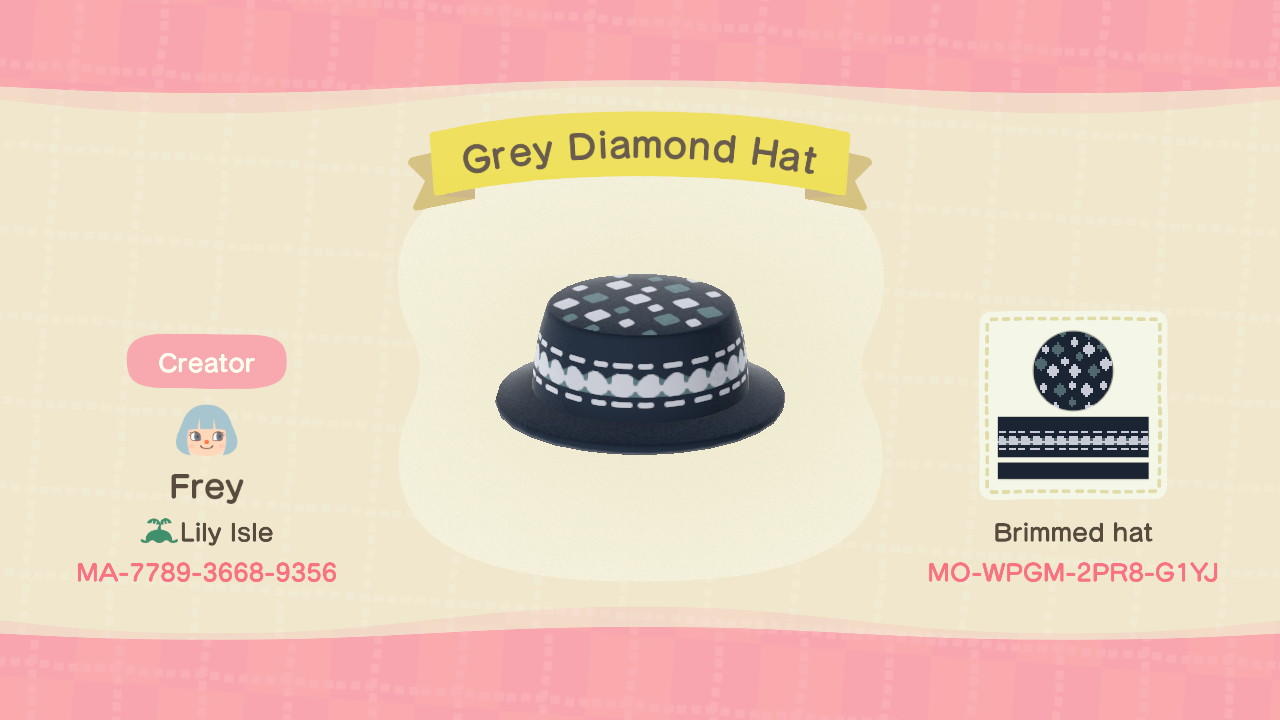 Grey Diamond Hat
Creator
Frey
Lily Isle
MA-7789-3668-9356
Brimmed hat
MO-WPGM-2PR8-G1YJ